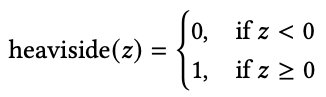 heaviside(z) = { 0, if z < 0
1, if z ≥ 0